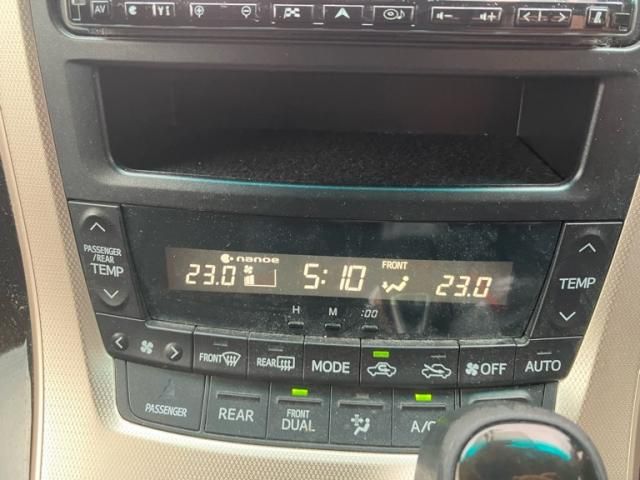 AV
nanoe
FRONT
23.0 5:10 23.0
PASSENGER
/REAR
TEMP
TEMP
H M :00
FRONT REAR MODE OFF AUTO
PASSENGER REAR FRONT DUAL A/C